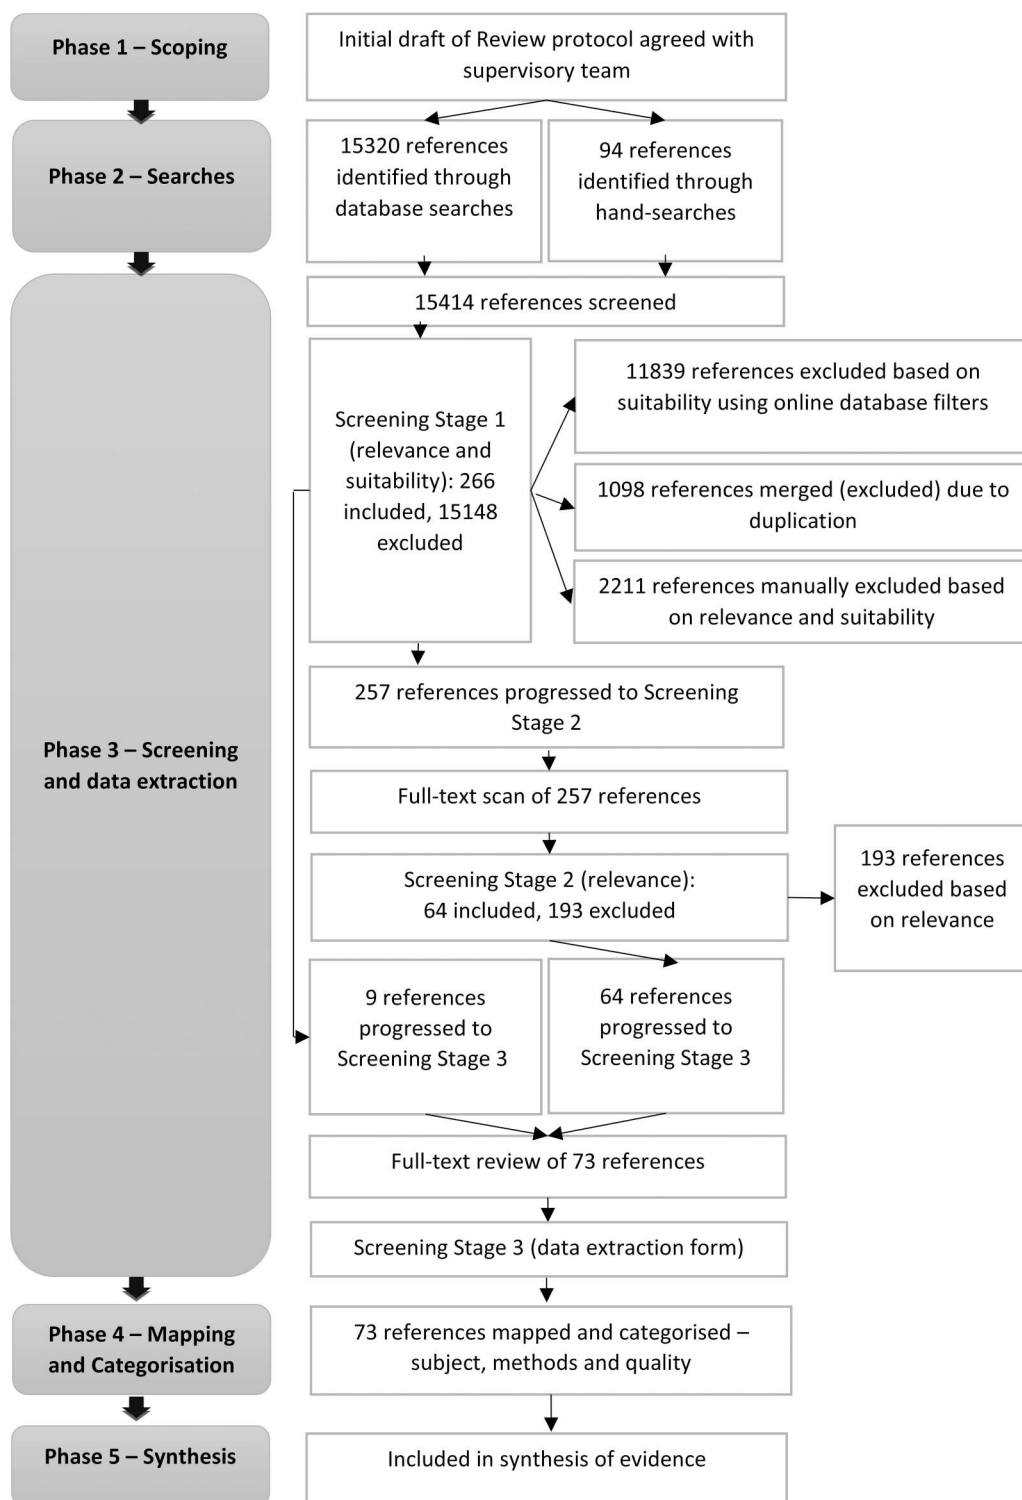 Phase 1 – Scoping
Initial draft of Review protocol agreed with
supervisory team
Phase 2 – Searches
15320 references
identified through
database searches
94 references
identified through
hand-searches
15414 references screened
Screening Stage 1
(relevance and
suitability): 266
included, 15148
excluded
11839 references excluded based on
suitability using online database filters
1098 references merged (excluded) due to
duplication
2211 references manually excluded based
on relevance and suitability
257 references progressed to Screening
Stage 2
Phase 3 – Screening
and data extraction
Full-text scan of 257 references
Screening Stage 2 (relevance):
64 included, 193 excluded
193 references
excluded based
on relevance
9 references
progressed to
Screening Stage 3
64 references
progressed to
Screening Stage 3
Full-text review of 73 references
Screening Stage 3 (data extraction form)
Phase 4 – Mapping
and Categorisation
73 references mapped and categorised –
subject, methods and quality
Phase 5 – Synthesis
Included in synthesis of evidence